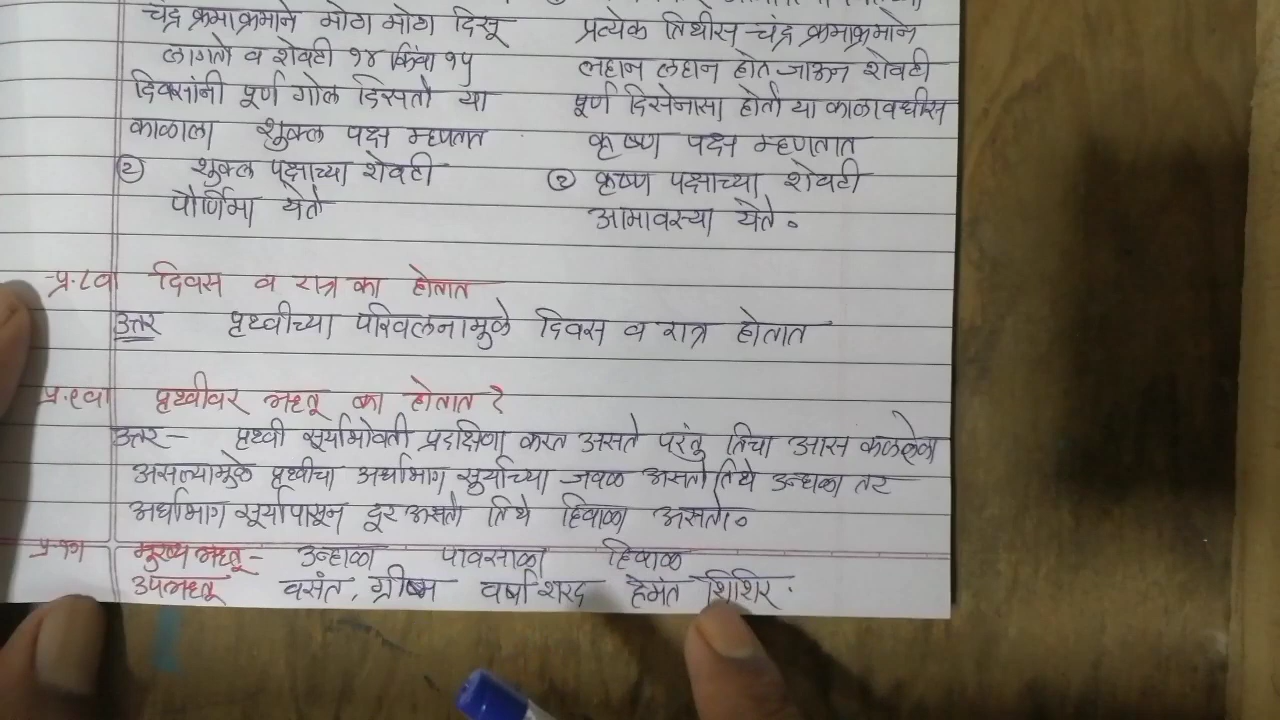 चंद्र क्रमाक्रमाने मोठा मोठा दिसू
लागतो व शेवटी १४ किंवा १५
दिवसांनी पूर्ण गोल दिसतो या
काळाला शुक्ल पक्ष म्हणतात
② शुक्ल पक्षाच्या शेवटी
पौर्णिमा येते
प्रत्येक तिथीस चंद्र क्रमाक्रमाने
लहान लहान होत जाऊन शेवटी
पूर्ण दिसेनासा होतो या काळावधीस
कृष्ण पक्ष म्हणतात
② कृष्ण पक्षाच्या शेवटी
आमावस्या येते.
प्र.८वा दिवस व रात्र का होतात
उत्तर पृथ्वीच्या परिवलनामुळे दिवस व रात्र होतात
प्र.९वा पृथ्वीवर ऋतू का होतात ?
उत्तर - पृथ्वी सूर्याभोवती प्रदक्षिणा करत असते परंतु तिचा आस कललेला
असल्यामुळे पृथ्वीचा अर्धाभाग सुर्याच्या जवळ असतो तिथे उन्हाळा तर
अर्धाभाग सूर्यापासून दूर असतो तिथे हिवाळा असतो.
मुख्य ऋतू - उन्हाळा पावसाळा हिवाळ
उपऋतू वसंत, ग्रीष्म वर्षा शरद हेमंत शिशिर.